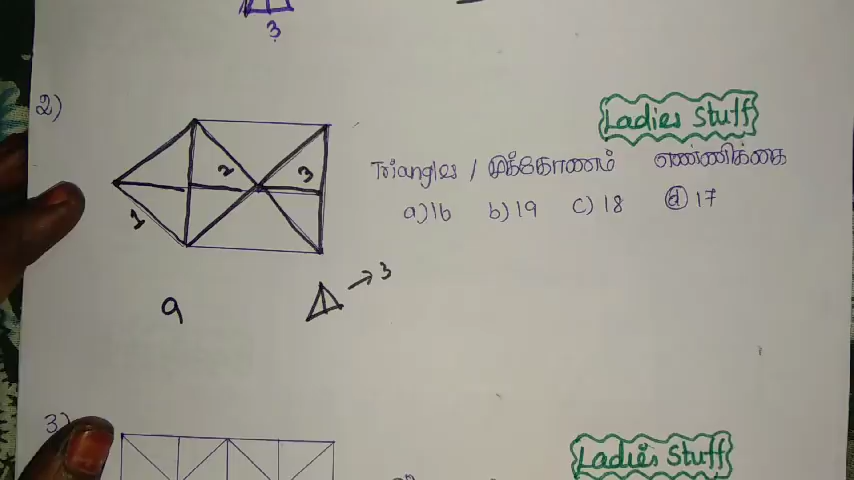 3
2)
Ladies Stuff
Triangles / முக்கோணம் எண்ணிக்கை
a) 16 b) 19 c) 18 d) 17
2
3
1
→ 3
9
3)
Ladies Stuff